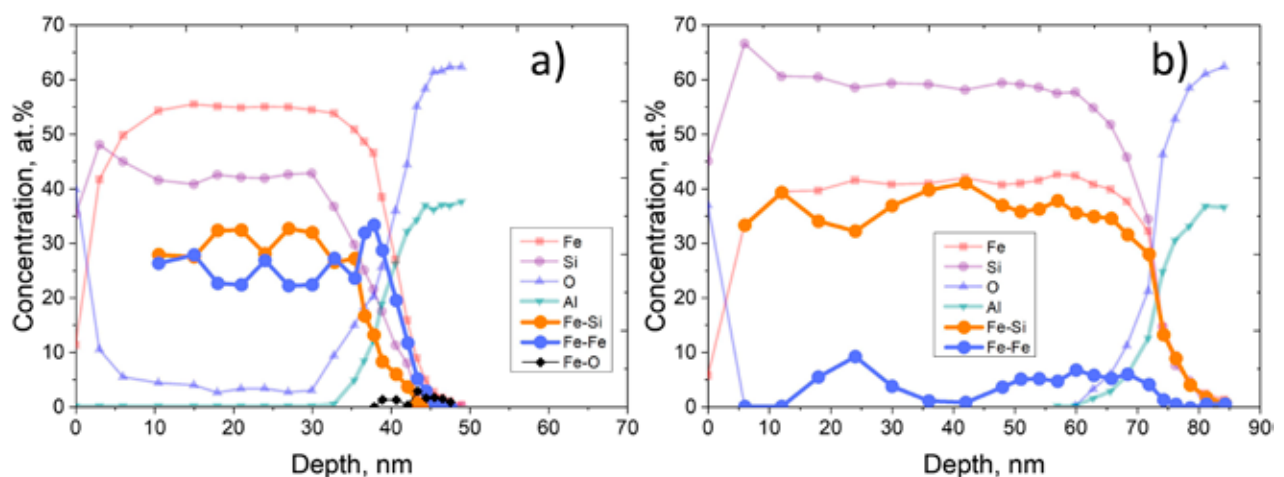 a)
Concentration, at.%
70
60
50
40
30
20
10
0
Fe
Si
O
Al
Fe-Si
Fe-Fe
Fe-O
0 10 20 30 40 50 60 70
Depth, nm
b)
Concentration, at.%
70
60
50
40
30
20
10
0
Fe
Si
O
Al
Fe-Si
Fe-Fe
0 10 20 30 40 50 60 70 80 90
Depth, nm